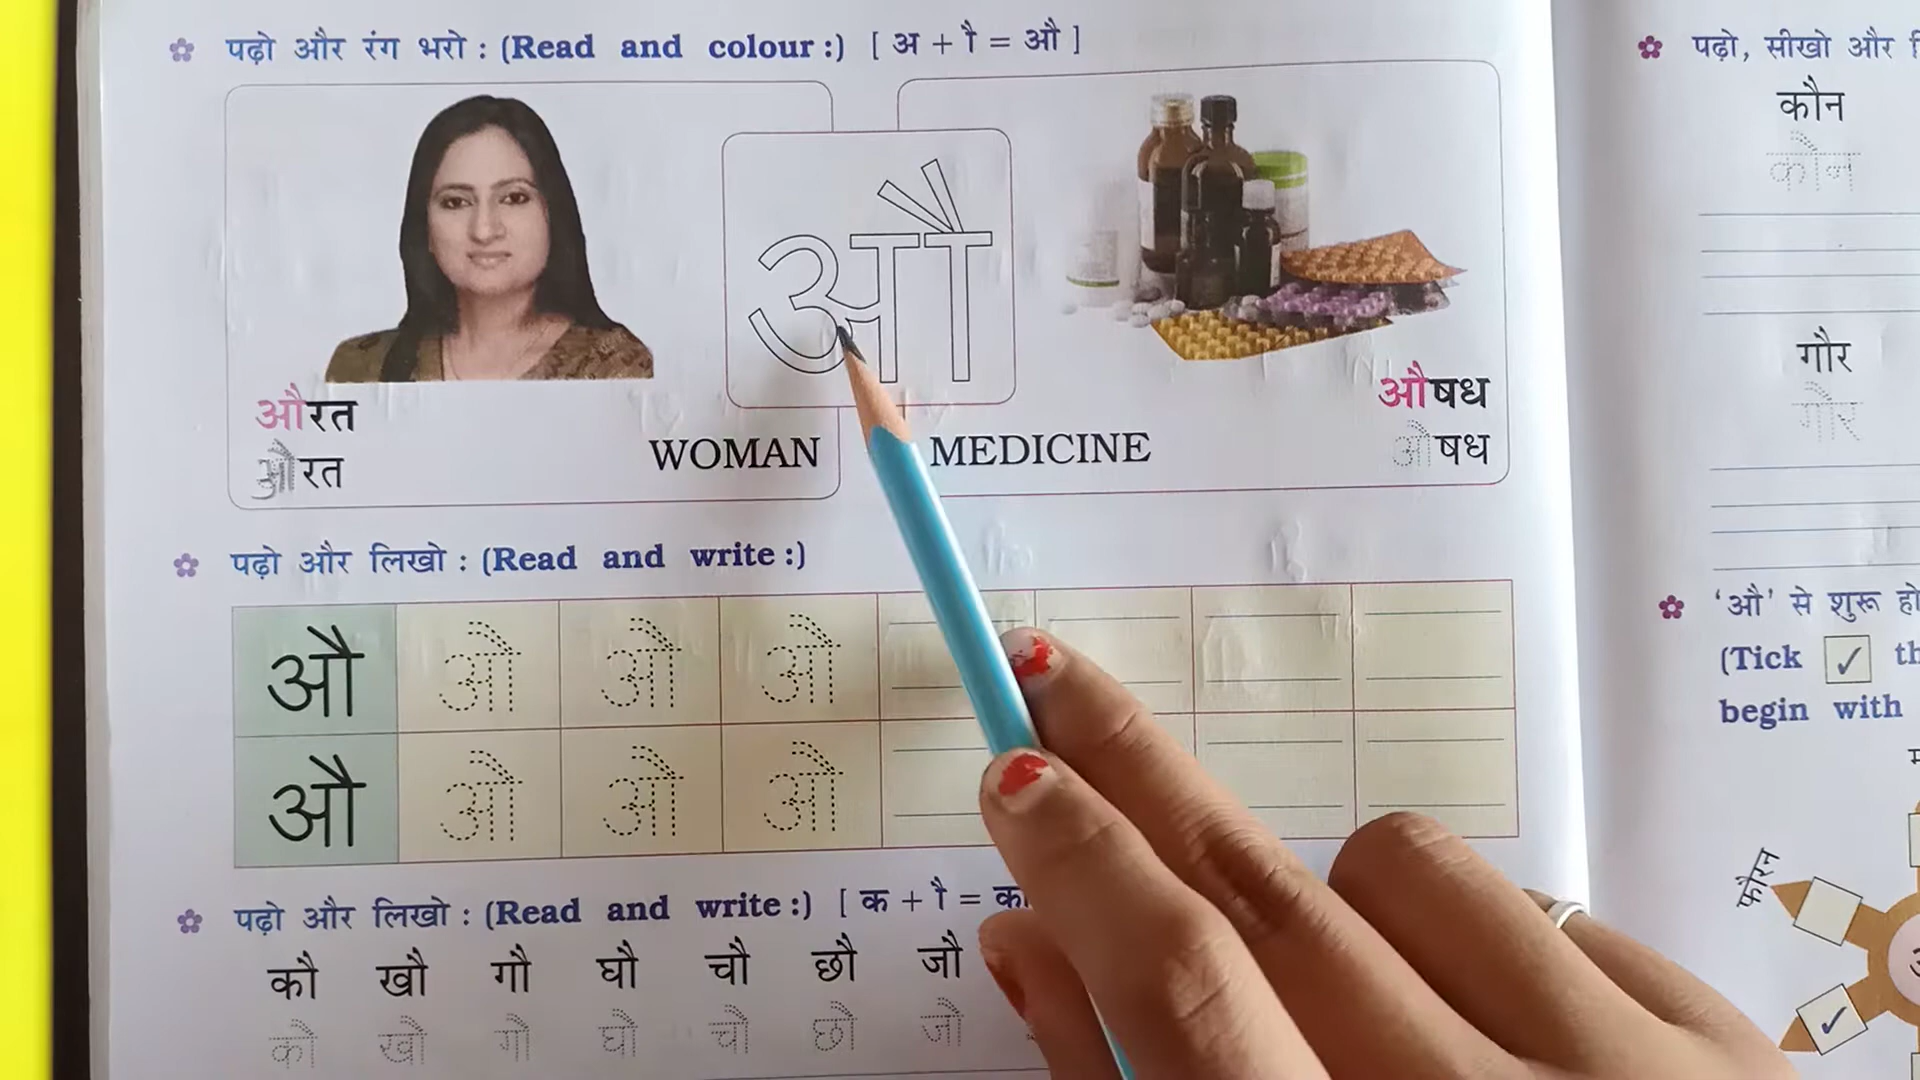 पढ़ो और रंग भरो : (Read and colour :) [ अ + ौ = औ ]
औ
औरत
औरत
WOMAN
MEDICINE
औषध
औषध
पढ़ो और लिखो : (Read and write :)
औ औ औ औ
औ औ औ औ
पढ़ो और लिखो : (Read and write :) [ क + ौ =
कौ खौ गौ घौ चौ छौ जौ
कौ खौ गौ घौ चौ छौ जौ
पढ़ो, सीखो और
कौन
कौन
गौर
गौर
'औ' से शुरू
(Tick ✓
begin with
फौरन
✓